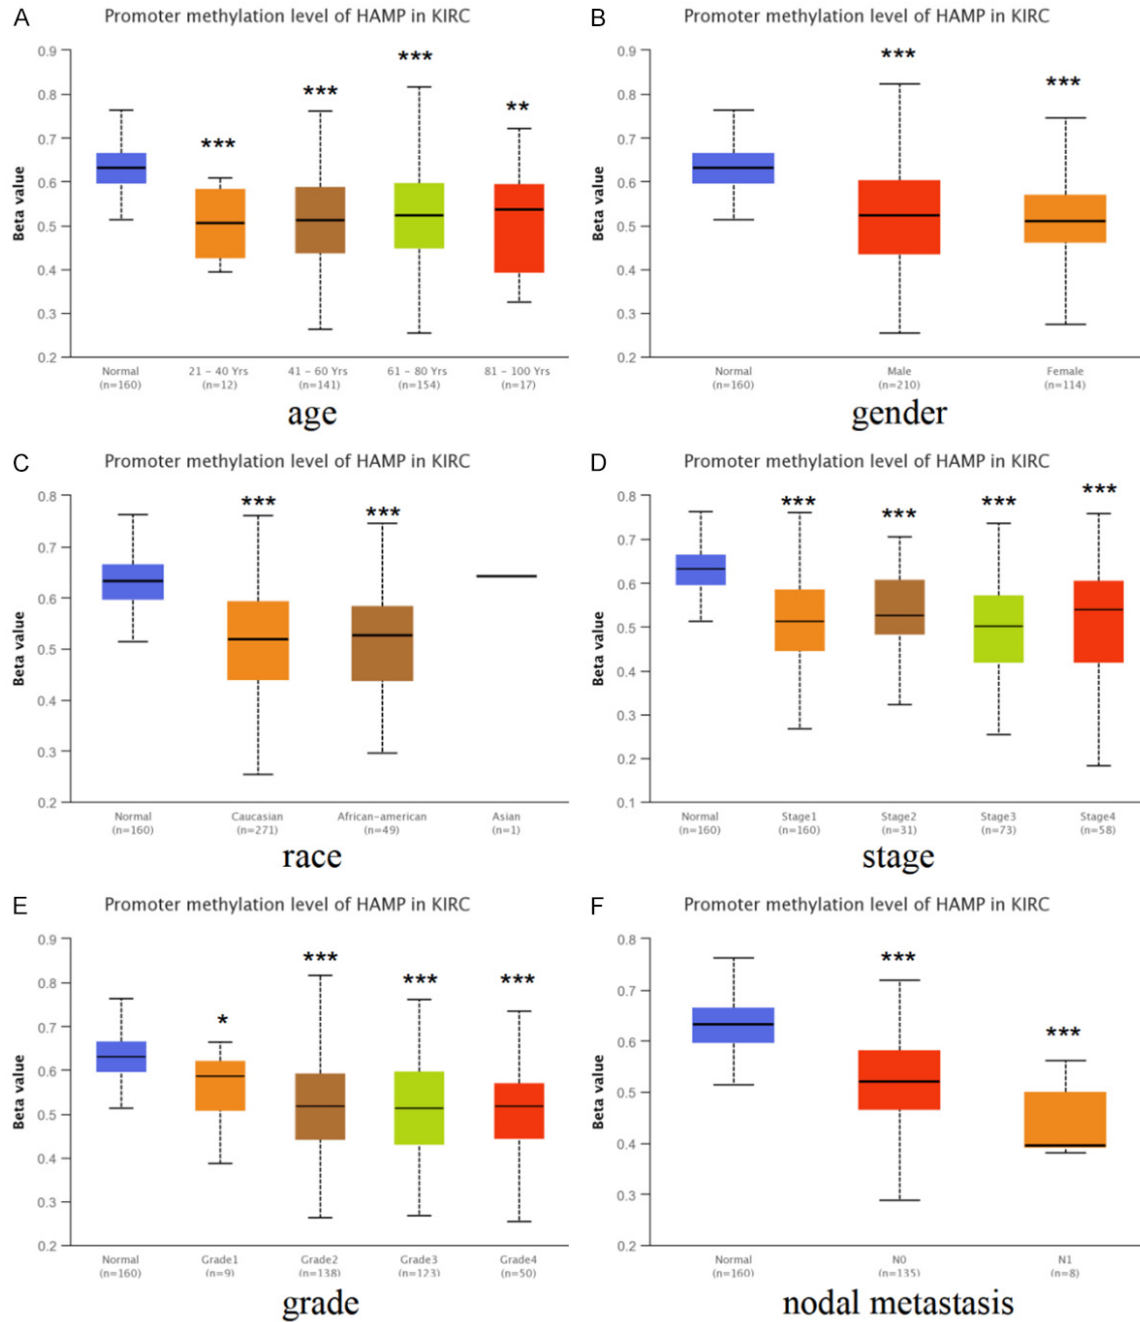 A Promoter methylation level of HAMP in KIRC
0.9
0.8
0.7
0.6
0.5
0.4
0.3
0.2
Beta value
***
***
***
**
Normal 21 – 40 Yrs 41 – 60 Yrs 61 – 80 Yrs 81 – 100 Yrs
(n=160) (n=12) (n=141) (n=154) (n=17)
age
B Promoter methylation level of HAMP in KIRC
0.9
0.8
0.7
0.6
0.5
0.4
0.3
0.2
Beta value
***
***
Normal Male Female
(n=160) (n=210) (n=114)
gender
C Promoter methylation level of HAMP in KIRC
0.8
0.7
0.6
0.5
0.4
0.3
0.2
Beta value
***
***
Normal Caucasian African-american Asian
(n=160) (n=271) (n=49) (n=1)
race
D Promoter methylation level of HAMP in KIRC
0.8
0.7
0.6
0.5
0.4
0.3
0.2
0.1
Beta value
***
***
***
***
Normal Stage1 Stage2 Stage3 Stage4
(n=160) (n=160) (n=31) (n=73) (n=58)
stage
E Promoter methylation level of HAMP in KIRC
0.9
0.8
0.7
0.6
0.5
0.4
0.3
0.2
Beta value
*
***
***
***
Normal Grade1 Grade2 Grade3 Grade4
(n=160) (n=9) (n=138) (n=123) (n=50)
grade
F Promoter methylation level of HAMP in KIRC
0.8
0.7
0.6
0.5
0.4
0.3
0.2
Beta value
***
***
Normal N0 N1
(n=160) (n=135) (n=8)
nodal metastasis